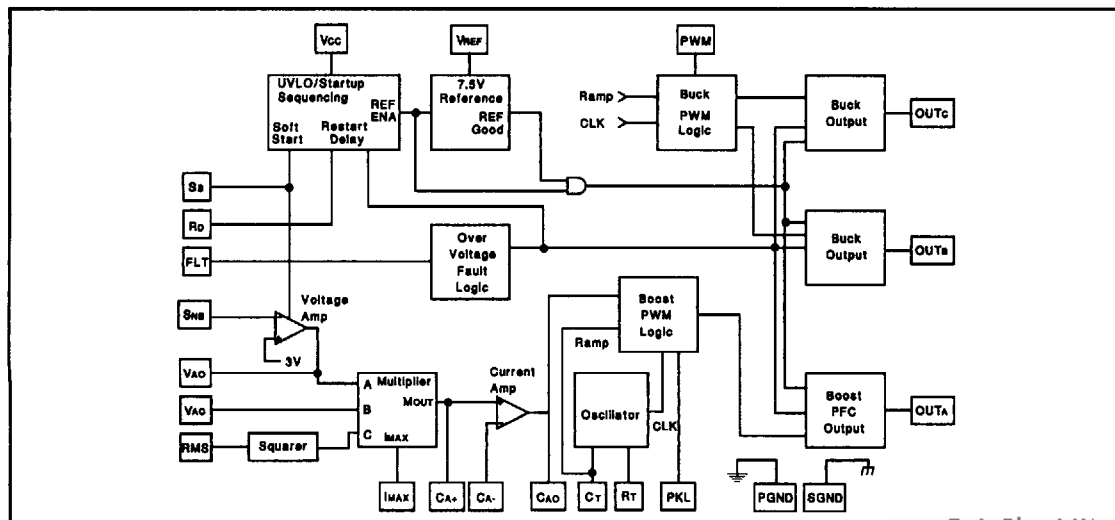 VCC
VREF
PWM
UVLO/Startup
Sequencing
REF
ENA
Soft
Start
Restart
Delay
7.5V
Reference
REF
Good
Ramp
CLK
Buck
PWM
Logic
Buck
Output
OUTC
SS
RD
FLT
Over
Voltage
Fault
Logic
Buck
Output
OUTB
SNS
Voltage
Amp
3V
Boost
PWM
Logic
Ramp
VAO
VAC
RMS
Squarer
A
B
C
Multiplier
MOUT
IMAX
Current
Amp
Oscillator
CLK
Boost
PFC
Output
OUTA
IMAX
CA+
CA-
CAO
CT
RT
PKL
PGND
SGND